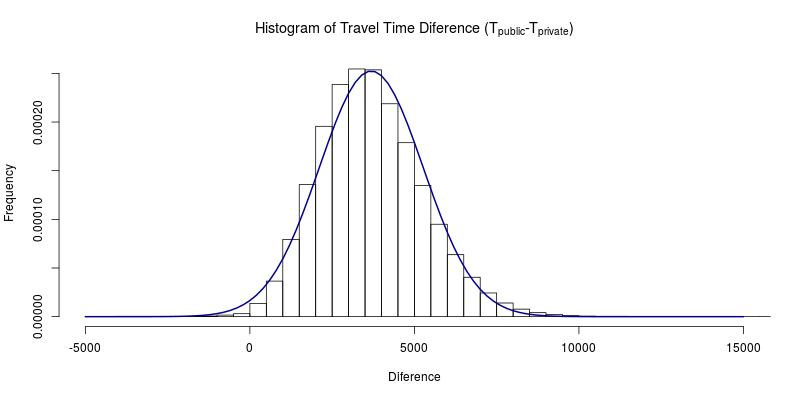 Histogram of Travel Time Diference (Tpublic-Tprivate)
Frequency
0.00020
0.00010
0.00000
-5000 0 5000 10000 15000
Diference